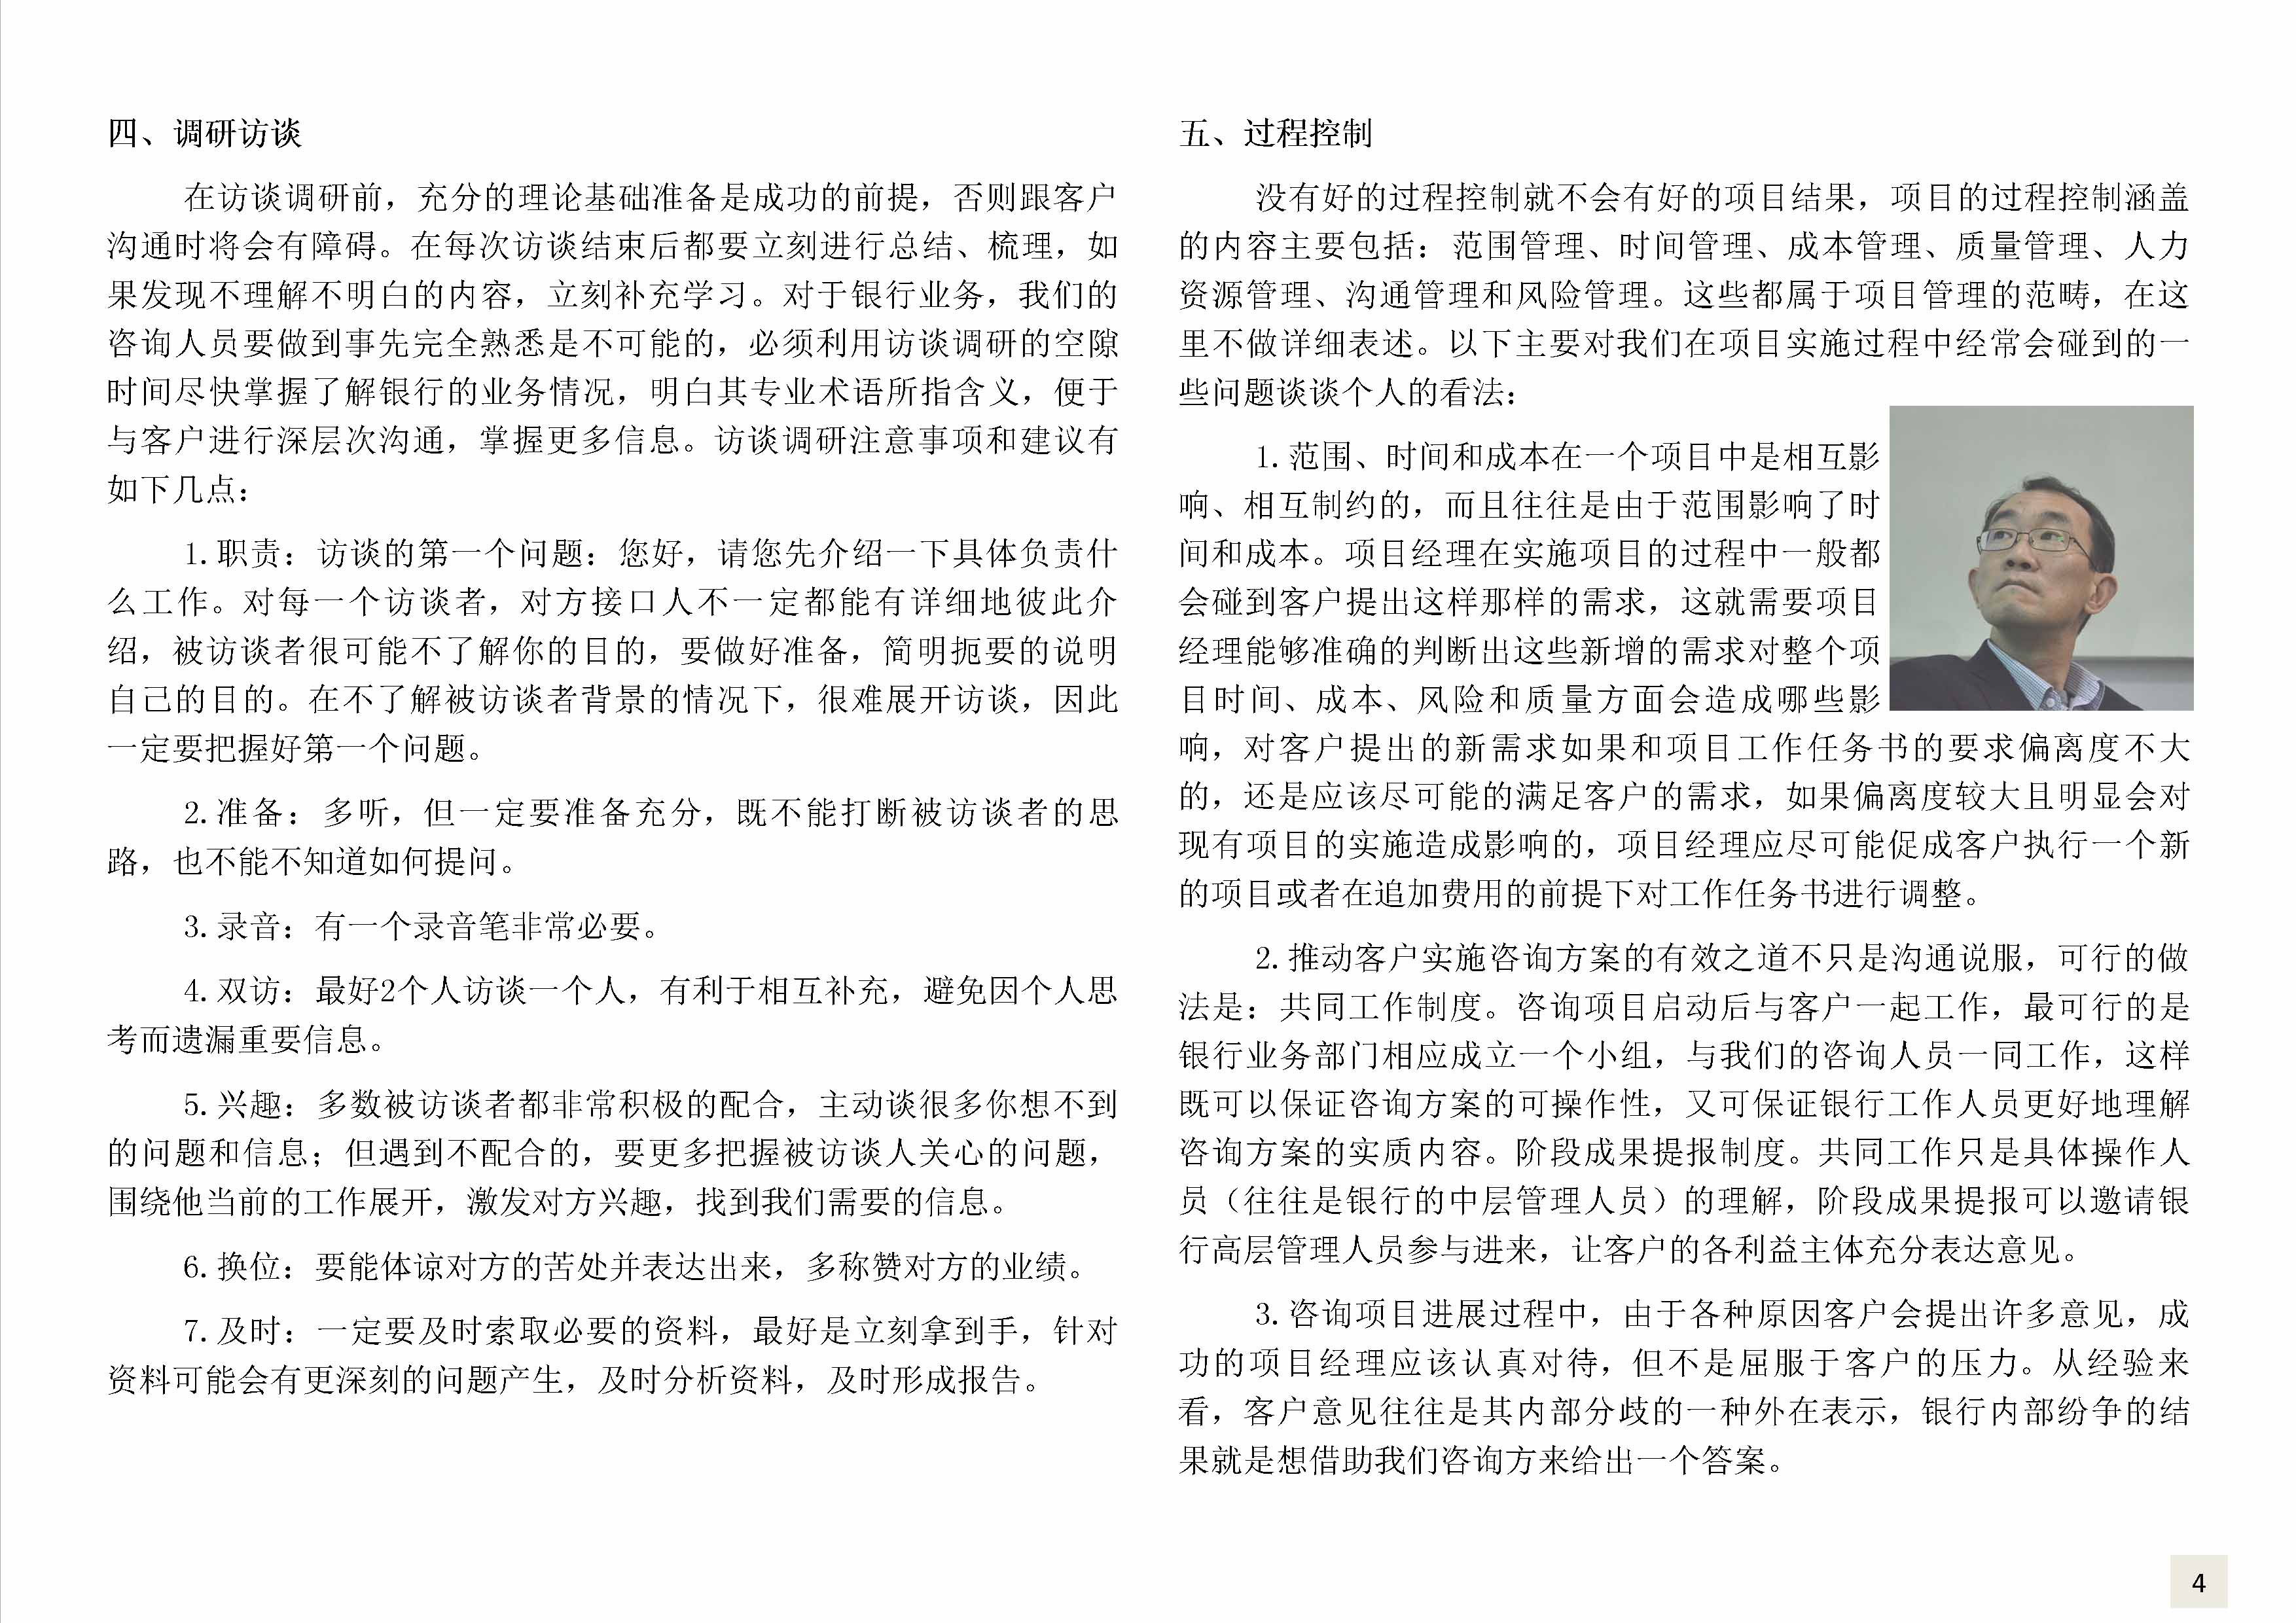 四、调研访谈
在访谈调研前，充分的理论基础准备是成功的前提，否则跟客户
沟通时将会有障碍。在每次访谈结束后都要立刻进行总结、梳理，如
果发现不理解不明白的内容，立刻补充学习。对于银行业务，我们的
咨询人员要做到事先完全熟悉是不可能的，必须利用访谈调研的空隙
时间尽快掌握了解银行的业务情况，明白其专业术语所指含义，便于
与客户进行深层次沟通，掌握更多信息。访谈调研注意事项和建议有
如下几点：
1.职责：访谈的第一个问题：您好，请您先介绍一下具体负责什
么工作。对每一个访谈者，对方接口人不一定都能有详细地彼此介
绍，被访谈者很可能不了解你的目的，要做好准备，简明扼要的说明
自己的目的。在不了解被访谈者背景的情况下，很难展开访谈，因此
一定要把握好第一个问题。
2.准备：多听，但一定要准备充分，既不能打断被访谈者的思
路，也不能不知道如何提问。
3.录音：有一个录音笔非常必要。
4.双访：最好2个人访谈一个人，有利于相互补充，避免因个人思
考而遗漏重要信息。
5.兴趣：多数被访谈者都非常积极的配合，主动谈很多你想不到
的问题和信息；但遇到不配合的，要更多把握被访谈人关心的问题，
围绕他当前的工作展开，激发对方兴趣，找到我们需要的信息。
6.换位：要能体谅对方的苦处并表达出来，多称赞对方的业绩。
7.及时：一定要及时索取必要的资料，最好是立刻拿到手，针对
资料可能会有更深刻的问题产生，及时分析资料，及时形成报告。
五、过程控制
没有好的过程控制就不会有好的项目结果，项目的过程控制涵盖
的内容主要包括：范围管理、时间管理、成本管理、质量管理、人力
资源管理、沟通管理和风险管理。这些都属于项目管理的范畴，在这
里不做详细表述。以下主要对我们在项目实施过程中经常会碰到的一
些问题谈谈个人的看法：
1.范围、时间和成本在一个项目中是相互影
响、相互制约的，而且往往是由于范围影响了时
间和成本。项目经理在实施项目的过程中一般都
会碰到客户提出这样那样的需求，这就需要项目
经理能够准确的判断出这些新增的需求对整个项
目时间、成本、风险和质量方面会造成哪些影
响，对客户提出的新需求如果和项目工作任务书的要求偏离度不大
的，还是应该尽可能的满足客户的需求，如果偏离度较大且明显会对
现有项目的实施造成影响的，项目经理应尽可能促成客户执行一个新
的项目或者在追加费用的前提下对工作任务书进行调整。
2.推动客户实施咨询方案的有效之道不只是沟通说服，可行的做
法是：共同工作制度。咨询项目启动后与客户一起工作，最可行的是
银行业务部门相应成立一个小组，与我们的咨询人员一同工作，这样
既可以保证咨询方案的可操作性，又可保证银行工作人员更好地理解
咨询方案的实质内容。阶段成果提报制度。共同工作只是具体操作人
员（往往是银行的中层管理人员）的理解，阶段成果提报可以邀请银
行高层管理人员参与进来，让客户的各利益主体充分表达意见。
3.咨询项目进展过程中，由于各种原因客户会提出许多意见，成
功的项目经理应该认真对待，但不是屈服于客户的压力。从经验来
看，客户意见往往是其内部分歧的一种外在表示，银行内部纷争的结
果就是想借助我们咨询方来给出一个答案。
4